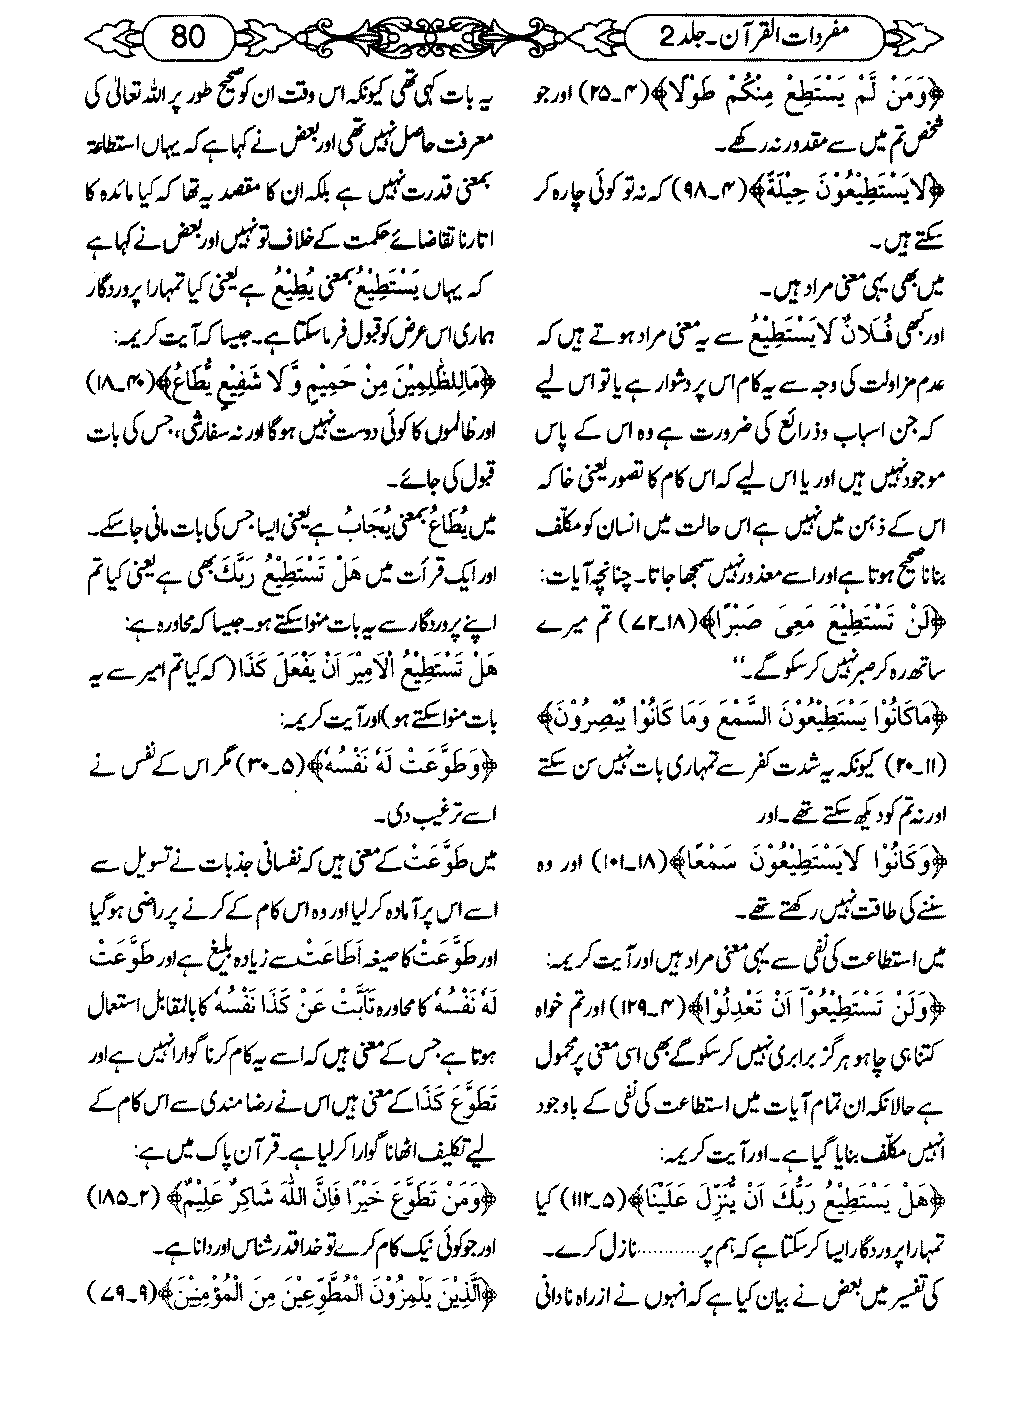 مفردات القرآن۔جلد 2
80
﴿وَمَنْ لَّمْ يَسْتَطِعْ مِنْكُمْ طَوْلًا﴾(۴۔۲۵) اور جو
شخص تم میں سے مقدور نہ رکھے۔
﴿لَا يَسْتَطِيْعُوْنَ حِيْلَةً﴾(۴۔۹۸) کہ نہ تو کوئی چارہ کر
سکتے ہیں۔
میں بھی یہی معنی مراد ہیں۔
اور کبھی فُلَانٌ لَا يَسْتَطِيْعُ سے یہ معنی مراد ہوتے ہیں کہ
عدم مزاولت کی وجہ سے یہ کام اس پر دشوار ہے یا تو اس لیے
کہ جن اسباب وذرائع کی ضرورت ہے وہ اس کے پاس
موجود نہیں ہیں اور یا اس لیے کہ اس کام کا تصور یعنی خاکہ
اس کے ذہن میں نہیں ہے اس حالت میں انسان کو مکلّف
بنانا صحیح ہوتا ہے اور اسے معذور نہیں سمجھا جاتا۔ چنانچہ آیات:
﴿لَنْ تَسْتَطِيْعَ مَعِىَ صَبْرًا﴾(۱۸۔۷۲) تم میرے
ساتھ رہ کر صبر نہیں کر سکو گے۔"
﴿مَا كَانُوْا يَسْتَطِيْعُوْنَ السَّمْعَ وَمَا كَانُوْا يُبْصِرُوْنَ﴾
(۱۱۔۲۰) کیونکہ یہ شدت کفر سے تمہاری بات نہیں سن سکتے
اور نہ تم کو دیکھ سکتے تھے۔اور
﴿وَكَانُوْا لَا يَسْتَطِيْعُوْنَ سَمْعًا﴾(۱۸۔۱۰۱) اور وہ
سننے کی طاقت نہیں رکھتے تھے۔
میں استطاعت کی نفی سے یہی معنی مراد ہیں اور آیت کریمہ:
﴿وَلَنْ تَسْتَطِيْعُوْآ اَنْ تَعْدِلُوْا﴾(۴۔۱۲۹) اور تم خواہ
کتنا ہی چاہو ہرگز برابری نہیں کر سکو گے بھی اسی معنی پر محمول
ہے حالانکہ ان تمام آیات میں استطاعت کی نفی کے باوجود
انہیں مکلّف بنایا گیا ہے۔اور آیت کریمہ:
﴿هَلْ يَسْتَطِيْعُ رَبُّكَ اَنْ يُّنَزِّلَ عَلَيْنَا﴾(۵۔۱۱۲) کیا
تمہارا پروردگار ایسا کر سکتا ہے کہ ہم پر............نازل کرے۔
کی تفسیر میں بعض نے بیان کیا ہے کہ انہوں نے از راہ نادانی
یہ بات کہی تھی کیونکہ اس وقت ان کو صحیح طور پر اللہ تعالی کی
معرفت حاصل نہیں تھی اور بعض نے کہا ہے کہ یہاں استطاعۃ
بمعنی قدرت نہیں ہے بلکہ ان کا مقصد یہ تھا کہ کیا مائدہ کا
اتارنا تقاضائے حکمت کے خلاف تو نہیں اور بعض نے کہا ہے
کہ یہاں يَسْتَطِيْعُ بمعنی يُطِيْعُ ہے یعنی کیا تمہارا پروردگار
ہماری اس عرض کو قبول فرما سکتا ہے۔ جیسا کہ آیت کریمہ:
﴿مَا لِلظّٰلِمِيْنَ مِنْ حَمِيْمٍ وَّلَا شَفِيْعٍ يُّطَاعُ﴾(۴۰۔۱۸)
اور ظالموں کا کوئی دوست نہیں ہوگا اور نہ سفارشی، جس کی بات
قبول کی جائے۔
میں يُطَاعُ بمعنی يُجَابُ ہے یعنی ایسا جس کی بات مانی جا سکے۔
اور ایک قرأت میں هَلْ تَسْتَطِيْعُ رَبَّكَ بھی ہے یعنی کیا تم
اپنے پروردگار سے یہ بات منوا سکتے ہو۔ جیسا کہ محاورہ ہے:
هَلْ تَسْتَطِيْعُ الْاَمِيْرَ اَنْ يَفْعَلَ كَذَا (کہ کیا تم امیر سے یہ
بات منوا سکتے ہو) اور آیت کریمہ:
﴿وَطَوَّعَتْ لَهٗ نَفْسُهٗ﴾(۵۔۳۰) مگر اس کے نفس نے
اسے ترغیب دی۔
میں طَوَّعَتْ کے معنی ہیں کہ نفسانی جذبات نے تسویل سے
اسے اس پر آمادہ کر لیا اور وہ اس کام کے کرنے پر راضی ہو گیا
اور طَوَّعَتْ کا صیغہ اَطَاعَتْ سے زیادہ بلیغ ہے اور طَوَّعَتْ
لَهٗ نَفْسُهٗ کا محاورہ تَابَّتْ عَنْ كَذَا نَفْسُهٗ کا بالمقابل استعمال
ہوتا ہے جس کے معنی ہیں کہ اسے یہ کام کرنا گوارا نہیں ہے اور
تَطَوَّعَ كَذَا کے معنی ہیں اس نے رضا مندی سے اس کام کے
لیے تکلیف اٹھانا گوارا کر لیا ہے۔ قرآن پاک میں ہے:
﴿وَمَنْ تَطَوَّعَ خَيْرًا فَاِنَّ اللّٰهَ شَاكِرٌ عَلِيْمٌ﴾ (۲۔۱۸۵)
اور جو کوئی نیک کام کرے تو خدا قدر شناس اور دانا ہے۔
﴿اَلَّذِيْنَ يَلْمِزُوْنَ الْمُطَّوِّعِيْنَ مِنَ الْمُؤْمِنِيْنَ﴾(۹۔۷۹)